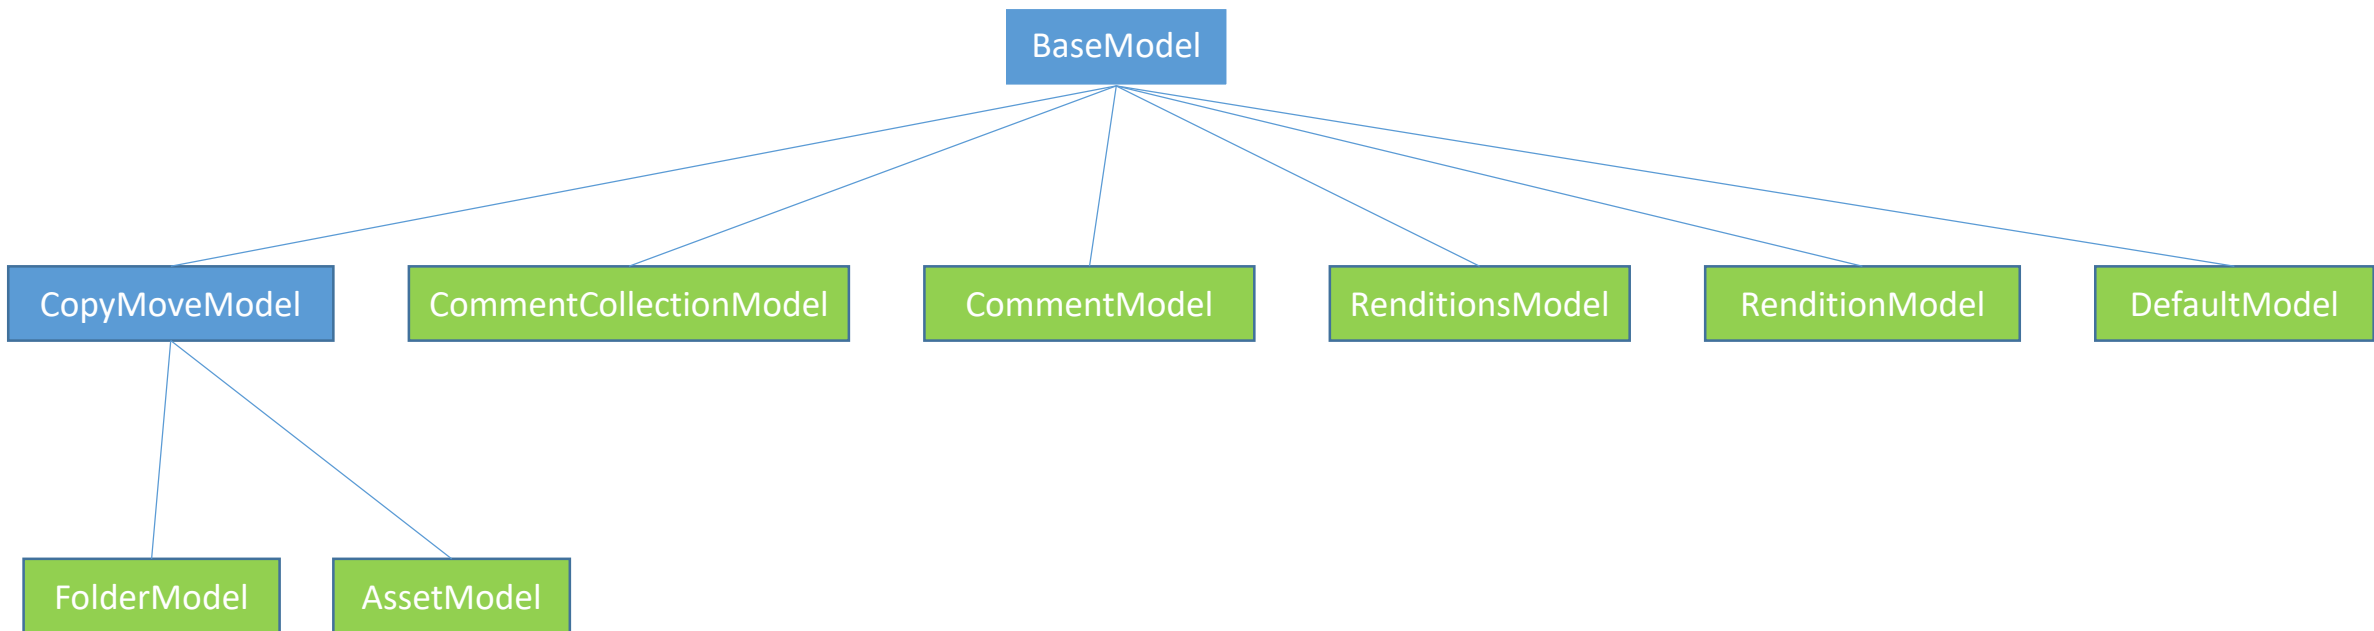 BaseModel
CopyMoveModel
CommentCollectionModel
CommentModel
RenditionsModel
RenditionModel
DefaultModel
FolderModel
AssetModel